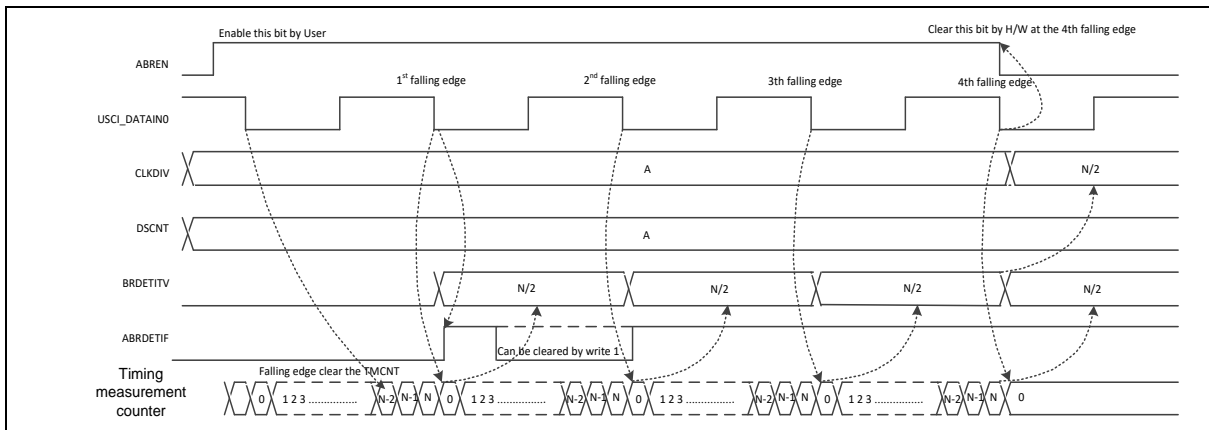 Enable this bit by User
Clear this bit by H/W at the 4th falling edge
ABREN
1st falling edge
2nd falling edge
3th falling edge
4th falling edge
USCI_DATAIN0
CLKDIV
A
N/2
DSCNT
A
BRDETITV
N/2
N/2
N/2
N/2
ABRDETIF
Can be cleared by write 1
Falling edge clear the TMCNT
Timing
measurement
counter
0 1 2 3 ................ N-2 N-1 N 0 1 2 3 ................ N-2 N-1 N 0 1 2 3 ................ N-2 N-1 N 0 1 2 3 ................ N-2 N-1 N 0